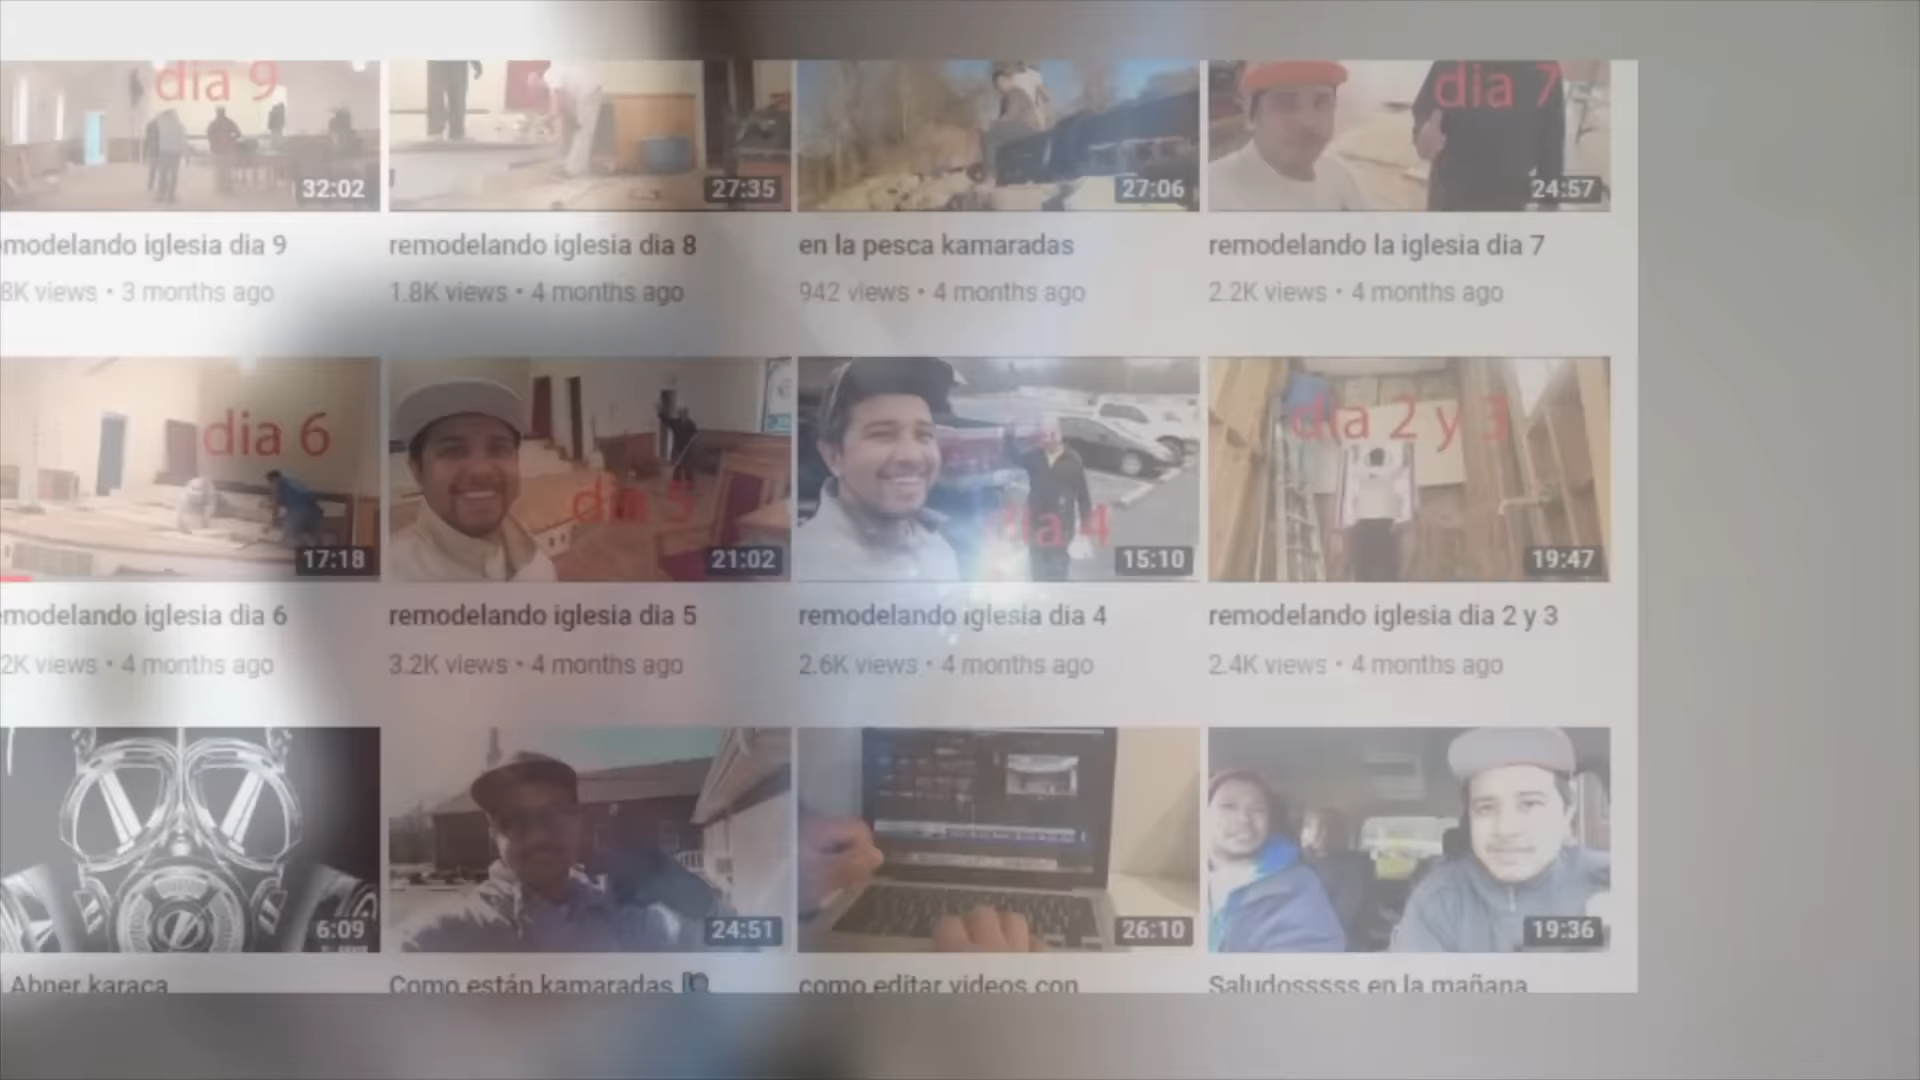 dia 9
32:02
27:35
27:06
dia 7
24:57
modelando iglesia dia 9
remodelando iglesia dia 8
en la pesca kamaradas
remodelando la iglesia dia 7
8K views • 3 months ago
1.8K views • 4 months ago
942 views • 4 months ago
2.2K views • 4 months ago
dia 6
17:18
dia 5
21:02
dia 4
15:10
dia 2 y 3
19:47
modelando iglesia dia 6
remodelando iglesia dia 5
remodelando iglesia dia 4
remodelando iglesia dia 2 y 3
2K views • 4 months ago
3.2K views • 4 months ago
2.6K views • 4 months ago
2.4K views • 4 months ago
6:09
24:51
26:10
19:36
Abner karaca
Como están kamaradas
como editar videos con
Saludosssss en la mañana